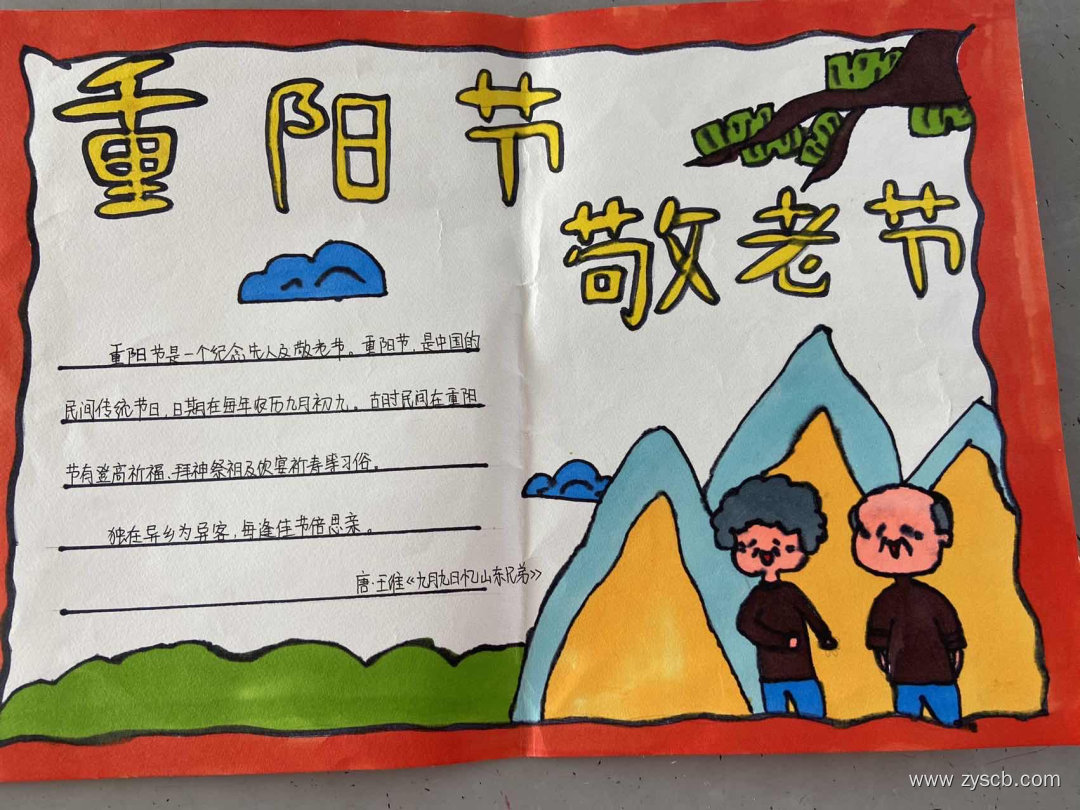 重阳节
敬老节
重阳节是一个纪念先人及敬老节。重阳节，是中国的
民间传统节日，日期在每年农历九月初九。古时民间在重阳
节有登高祈福、拜神祭祖及饮宴祈寿等习俗。
独在异乡为异客，每逢佳节倍思亲。
唐·王维《九月九日忆山东兄弟》
www.zyscb.com